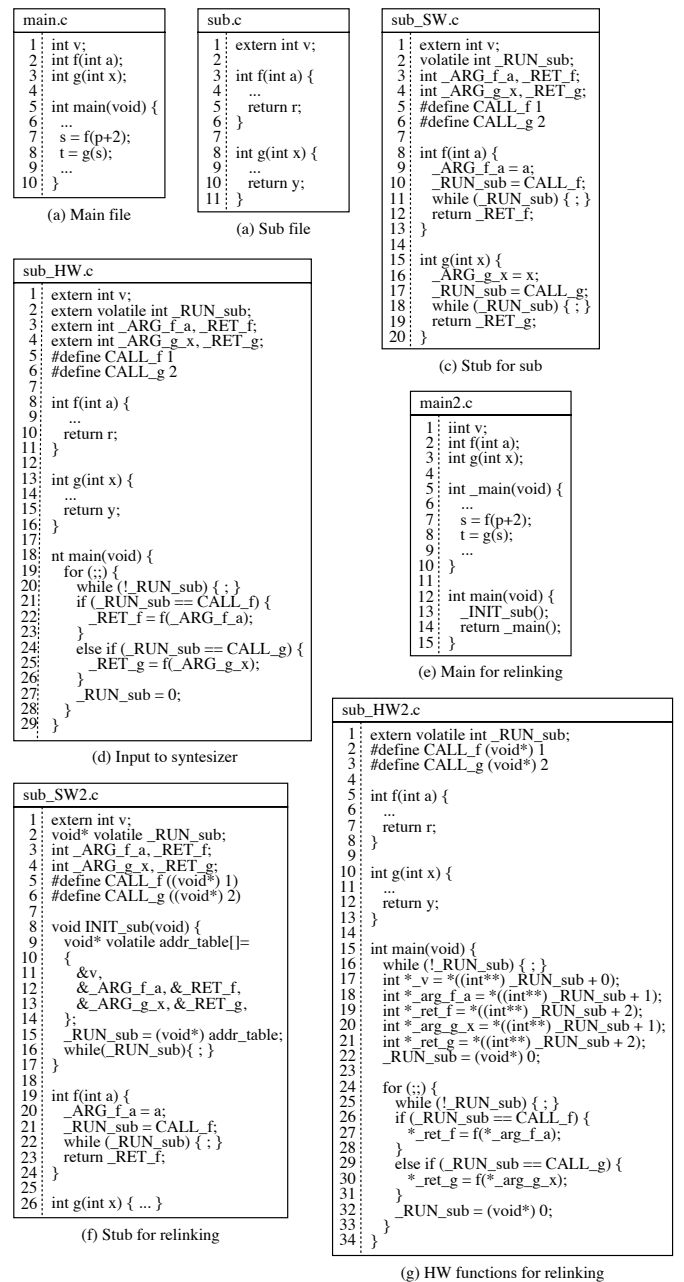 main.c
1 int v;
2 int f(int a);
3 int g(int x);
4
5 int main(void) {
6 ...
7 s = f(p+2);
8 t = g(s);
9 ...
10 }
(a) Main file
sub.c
1 extern int v;
2
3 int f(int a) {
4 ...
5 return r;
6 }
7
8 int g(int x) {
9 ...
10 return y;
11 }
(a) Sub file
sub_SW.c
1 extern int v;
2 volatile int _RUN_sub;
3 int _ARG_f_a, _RET_f;
4 int _ARG_g_x, _RET_g;
5 #define CALL_f 1
6 #define CALL_g 2
7
8 int f(int a) {
9 _ARG_f_a = a;
10 _RUN_sub = CALL_f;
11 while (_RUN_sub) { ; }
12 return _RET_f;
13 }
14
15 int g(int x) {
16 _ARG_g_x = x;
17 _RUN_sub = CALL_g;
18 while (_RUN_sub) { ; }
19 return _RET_g;
20 }
(c) Stub for sub
sub_HW.c
1 extern int v;
2 extern volatile int _RUN_sub;
3 extern int _ARG_f_a, _RET_f;
4 extern int _ARG_g_x, _RET_g;
5 #define CALL_f 1
6 #define CALL_g 2
7
8 int f(int a) {
9 ...
10 return r;
11 }
12
13 int g(int x) {
14 ...
15 return y;
16 }
17
18 nt main(void) {
19 for (;;) {
20 while (!_RUN_sub) { ; }
21 if (_RUN_sub == CALL_f) {
22 _RET_f = f(_ARG_f_a);
23 }
24 else if (_RUN_sub == CALL_g) {
25 _RET_g = f(_ARG_g_x);
26 }
27 _RUN_sub = 0;
28 }
29 }
(d) Input to syntesizer
main2.c
1 iint v;
2 int f(int a);
3 int g(int x);
4
5 int _main(void) {
6 ...
7 s = f(p+2);
8 t = g(s);
9 ...
10 }
11
12 int main(void) {
13 _INIT_sub();
14 return _main();
15 }
(e) Main for relinking
sub_SW2.c
1 extern int v;
2 void* volatile _RUN_sub;
3 int _ARG_f_a, _RET_f;
4 int _ARG_g_x, _RET_g;
5 #define CALL_f ((void*) 1)
6 #define CALL_g ((void*) 2)
7
8 void INIT_sub(void) {
9 void* volatile addr_table[]=
10 {
11 &v,
12 &_ARG_f_a, &_RET_f,
13 &_ARG_g_x, &_RET_g,
14 };
15 _RUN_sub = (void*) addr_table;
16 while(_RUN_sub){ ; }
17 }
18
19 int f(int a) {
20 _ARG_f_a = a;
21 _RUN_sub = CALL_f;
22 while (_RUN_sub) { ; }
23 return _RET_f;
24 }
25
26 int g(int x) { ... }
(f) Stub for relinking
sub_HW2.c
1 extern volatile int _RUN_sub;
2 #define CALL_f (void*) 1
3 #define CALL_g (void*) 2
4
5 int f(int a) {
6 ...
7 return r;
8 }
9
10 int g(int x) {
11 ...
12 return y;
13 }
14
15 int main(void) {
16 while (!_RUN_sub) { ; }
17 int *_v = *((int**) _RUN_sub + 0);
18 int *_arg_f_a = *((int**) _RUN_sub + 1);
19 int *_ret_f = *((int**) _RUN_sub + 2);
20 int *_arg_g_x = *((int**) _RUN_sub + 1);
21 int *_ret_g = *((int**) _RUN_sub + 2);
22 _RUN_sub = (void*) 0;
23
24 for (;;) {
25 while (!_RUN_sub) { ; }
26 if (_RUN_sub == CALL_f) {
27 *_ret_f = f(*_arg_f_a);
28 }
29 else if (_RUN_sub == CALL_g) {
30 *_ret_g = f(*_arg_g_x);
31 }
32 _RUN_sub = (void*) 0;
33 }
34 }
(g) HW functions for relinking